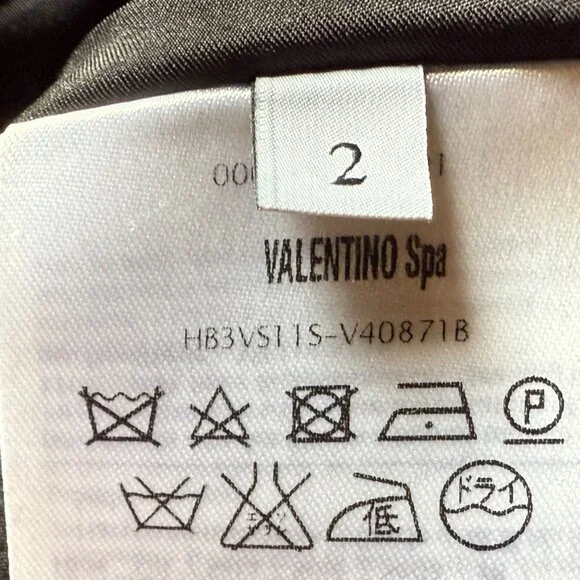 2
VALENTINO Spa
HB3VS11S-V40871B
P
低
ドライ